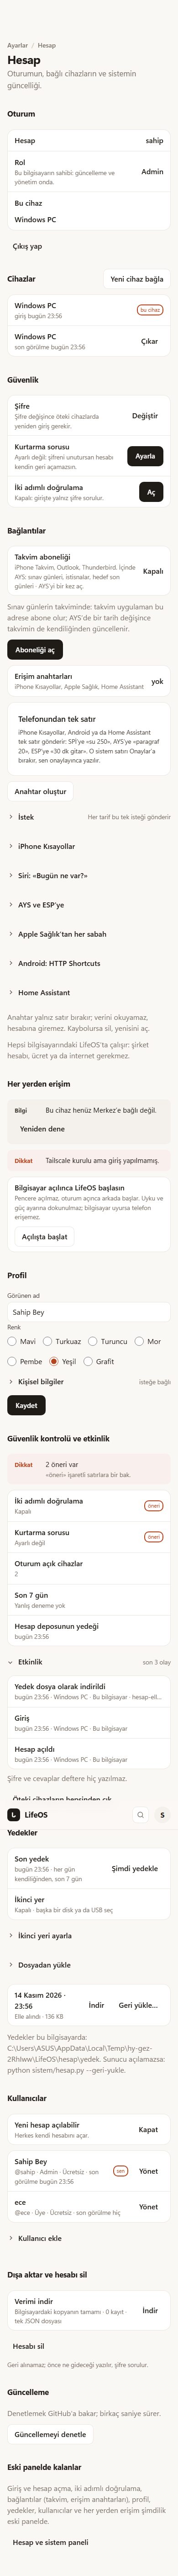 Ayarlar / Hesap
Hesap
Oturumun, bağlı cihazların ve sistemin
güncelliği.
Oturum
Hesap sahip
Rol
Bu bilgisayarın sahibi: güncelleme ve
yönetim onda.
Admin
Bu cihaz
Windows PC
Çıkış yap
Cihazlar
Yeni cihaz bağla
Windows PC
giriş bugün 23:56
bu cihaz
Windows PC
son görülme bugün 23:56
Çıkar
Güvenlik
Şifre
Şifre değişince öteki cihazlarda
yeniden giriş gerekir.
Değiştir
Kurtarma sorusu
Ayarlı değil: şifreni unutursan hesabı
kendin geri açamazsın.
Ayarla
İki adımlı doğrulama
Kapalı: girişte yalnız şifre sorulur.
Aç
Bağlantılar
Takvim aboneliği
iPhone Takvim, Outlook, Thunderbird. İçinde
AYS: sınav günleri, istisnalar, hedef son
günleri · AYS'yi bir kez aç.
Kapalı
Sınav günlerin takviminde: takvim uygulaman bu
adrese abone olur; AYS'de bir tarih değişince
takvimin de kendiliğinden güncellenir.
Aboneliği aç
Erişim anahtarları
iPhone Kısayollar, Apple Sağlık, Home Assistant
yok
Telefonundan tek satır
iPhone Kısayollar, Android ya da Home Assistant
tek satır gönderir: SPİ'ye «su 250», AYS'ye «paragraf
20», ESP'ye «30 dk gitar». O sistem satırı Onaylar'a
bırakır, sen onaylayınca yazılır.
Anahtar oluştur
İstek
Her tarif bu tek isteği gönderir
iPhone Kısayollar
Siri: «Bugün ne var?»
AYS ve ESP'ye
Apple Sağlık'tan her sabah
Android: HTTP Shortcuts
Home Assistant
Anahtar yalnız satır bırakır; verini okuyamaz,
hesabına giremez. Kaybolursa sil, yenisini aç.
Hepsi bilgisayarındaki LifeOS'ta çalışır: şirket
hesabı, ücret ya da internet gerekmez.
Her yerden erişim
Bilgi
Bu cihaz henüz Merkez'e bağlı değil.
Yeniden dene
Dikkat
Tailscale kurulu ama giriş yapılmamış.
Bilgisayar açılınca LifeOS başlasın
Pencere açılmaz, oturum açınca arkada başlar. Uyku ve
güç ayarına dokunulmaz; bilgisayar uyursa telefon
erişemez.
Açılışta başlat
Profil
Görünen ad
Sahip Bey
Renk
Mavi Turkuaz Turuncu Mor
Pembe Yeşil Grafit
Kişisel bilgiler
isteğe bağlı
Kaydet
Güvenlik kontrolü ve etkinlik
Dikkat
2 öneri var
«öneri» işaretli satırlara bir bak.
İki adımlı doğrulama
Kapalı
öneri
Kurtarma sorusu
Ayarlı değil
öneri
Oturum açık cihazlar
2
Son 7 gün
Yanlış deneme yok
Hesap deposunun yedeği
bugün 23:56
Etkinlik
son 3 olay
Yedek dosya olarak indirildi
bugün 23:56 · Windows PC · Bu bilgisayar · hesap-ell...
Giriş
bugün 23:56 · Windows PC · Bu bilgisayar
Hesap açıldı
bugün 23:56 · Windows PC · Bu bilgisayar
Şifre ve cevaplar deftere hiç yazılmaz.
Öteki cihazların hepsinden çık
LifeOS
S
Yedekler
Son yedek
bugün 23:56 · her gün
kendiliğinden, son 7 gün
Şimdi yedekle
İkinci yer
Kapalı · başka bir disk ya da USB seç
İkinci yeri ayarla
Dosyadan yükle
14 Kasım 2026 ·
23:56
Elle alındı · 136 KB
İndir
Geri yükle...
Yedekler bu bilgisayarda:
C:\Users\ASUS\AppData\Local\Temp\hy-gez-
2Rhlww\LifeOS\hesap\yedek. Sunucu açılamazsa:
python sistem/hesap.py --geri-yukle.
Kullanıcılar
Yeni hesap açılabilir
Herkes kendi hesabını açar.
Kapat
Sahip Bey
@sahip · Admin · Ücretsiz · son
görülme bugün 23:56
sen
Yönet
ece
@ece · Üye · Ücretsiz · son görülme hiç
Yönet
Kullanıcı ekle
Dışa aktar ve hesabı sil
Verimi indir
Bilgisayardaki kopyanın tamamı · 0 kayıt ·
tek JSON dosyası
İndir
Hesabı sil
Geri alınamaz; önce ne gideceği yazılır, şifre sorulur.
Güncelleme
Denetlemek GitHub'a bakar; birkaç saniye sürer.
Güncellemeyi denetle
Eski panelde kalanlar
Giriş ve hesap açma, iki adımlı doğrulama,
bağlantılar (takvim, erişim anahtarları), profil,
yedekler, kullanıcılar ve her yerden erişim şimdilik
eski panelde.
Hesap ve sistem paneli